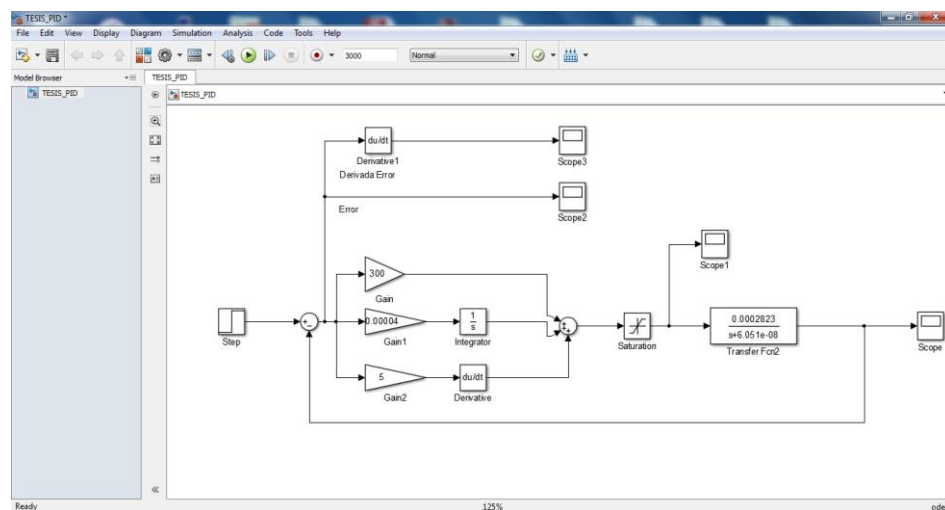 TESIS_PID *
File Edit View Display Diagram Simulation Analysis Code Tools Help
3000 Normal
Model Browser
TESIS_PID
TESIS_PID
TESIS_PID
du/dt
Derivative1
Derivada Error
Scope3
Error
Scope2
300
Gain
Scope1
Step
+
-
0.00004
Gain1
1
s
Integrator
+
+
+
Saturation
0.0002823
s+6.051e-08
Transfer Fcn2
Scope
5
Gain2
du/dt
Derivative
Ready
125%
ode